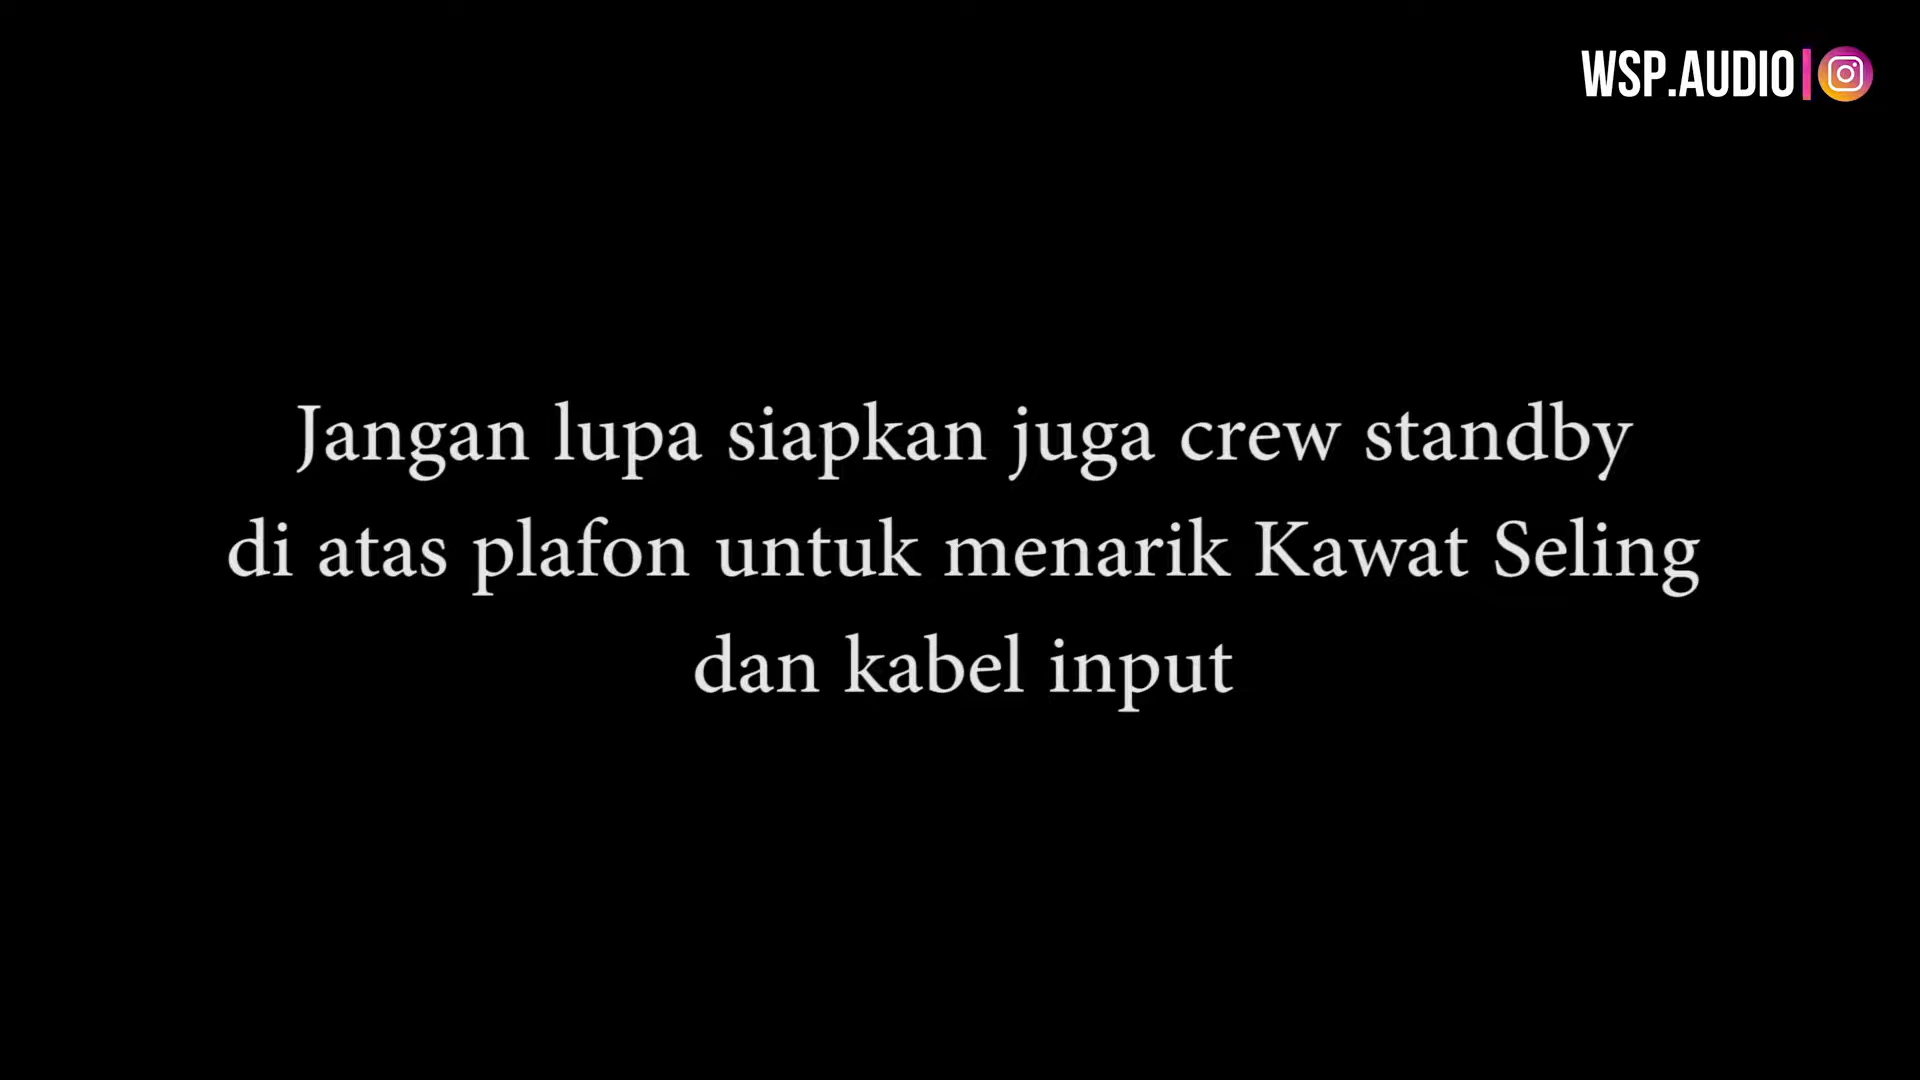 WSP.AUDIO
Jangan lupa siapkan juga crew standby
di atas plafon untuk menarik Kawat Seling
dan kabel input